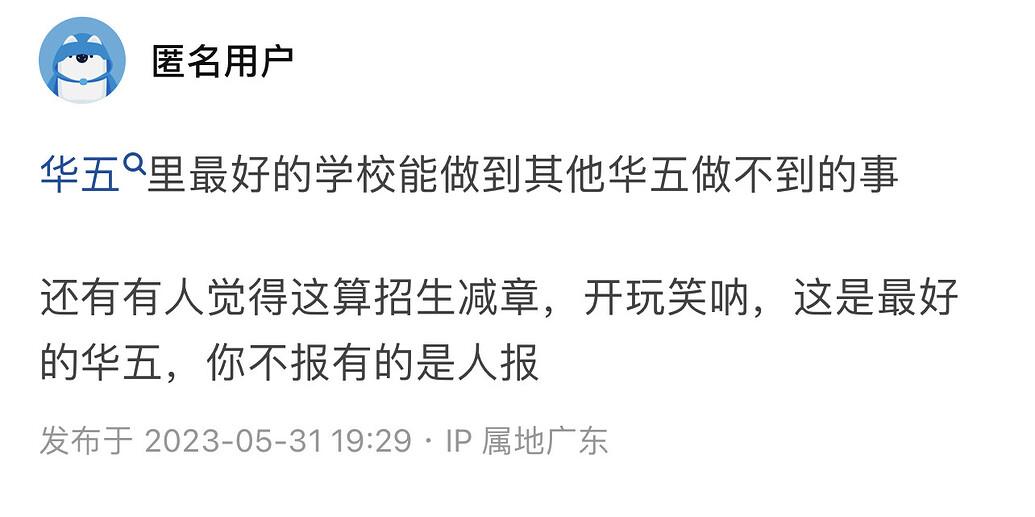 匿名用户
华五里最好的学校能做到其他华五做不到的事
还有有人觉得这算招生减章，开玩笑呐，这是最好
的华五，你不报有的是人报
发布于 2023-05-31 19:29 · IP 属地广东